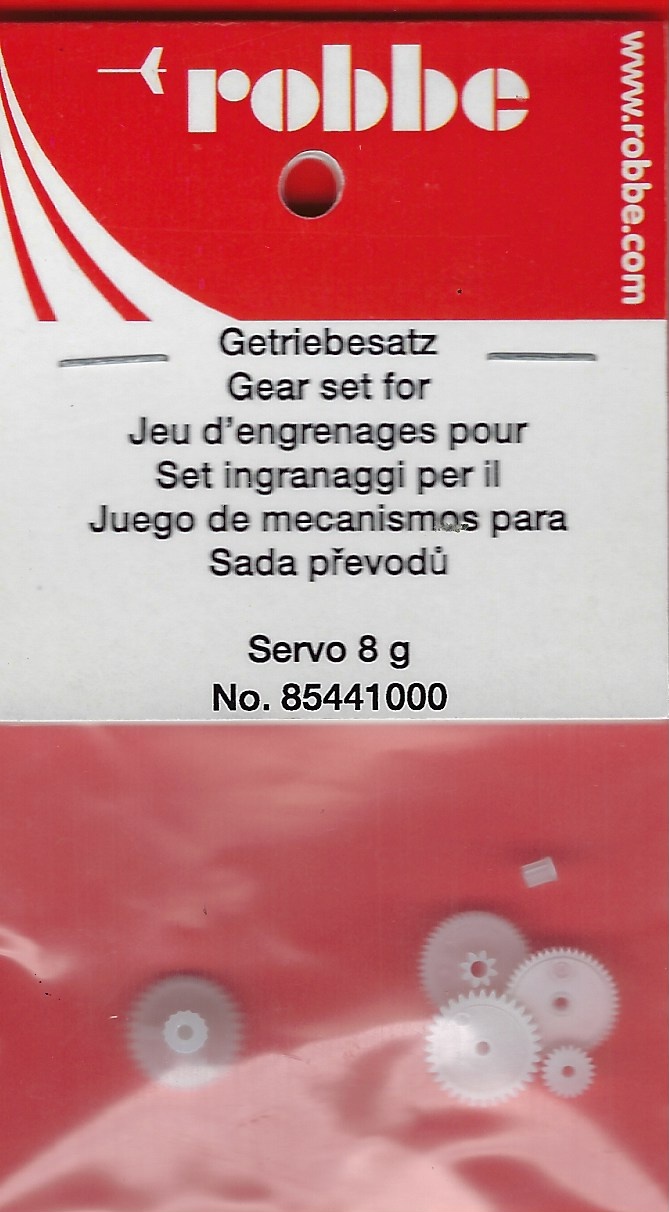 robbe
www.robbe.com
Getriebesatz
Gear set for
Jeu d'engrenages pour
Set ingranaggi per il
Juego de mecanismos para
Sada převodů
Servo 8 g
No. 85441000